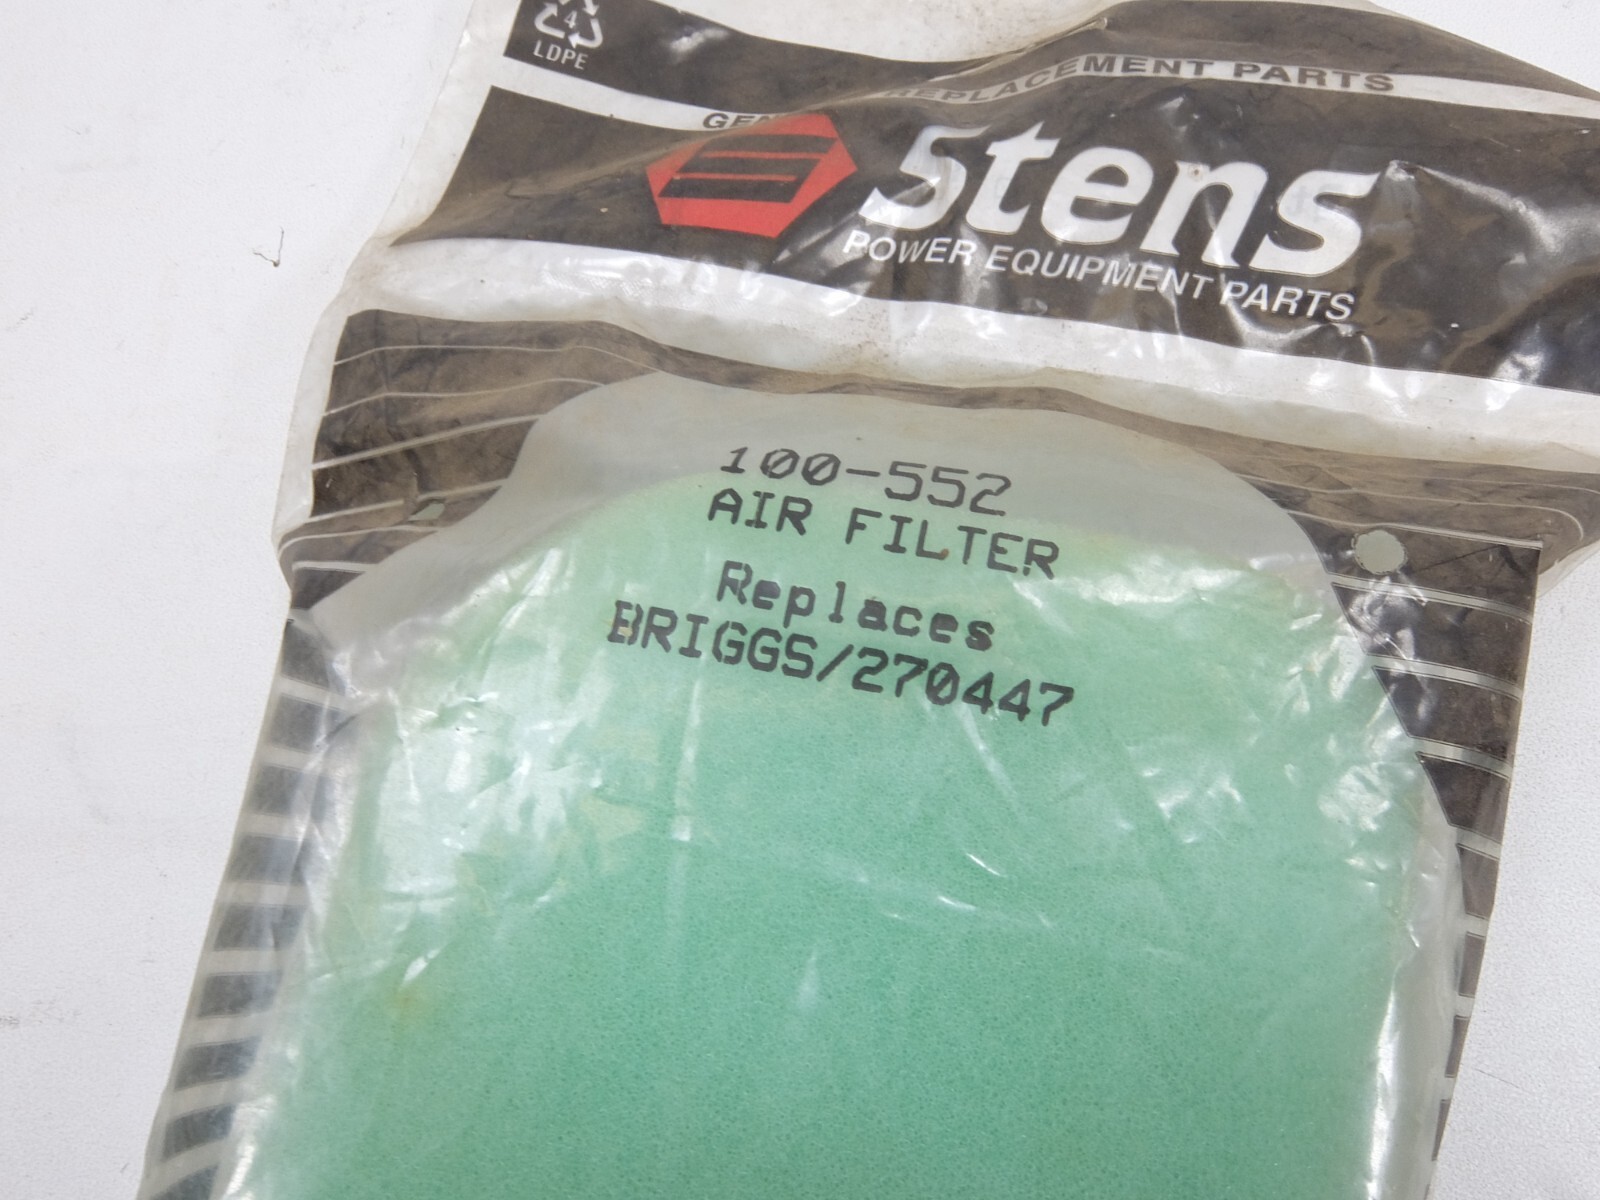 4
LDPE
REPLACEMENT PARTS
Stens
POWER EQUIPMENT PARTS
100-552
AIR FILTER
Replaces
BRIGGS/270447